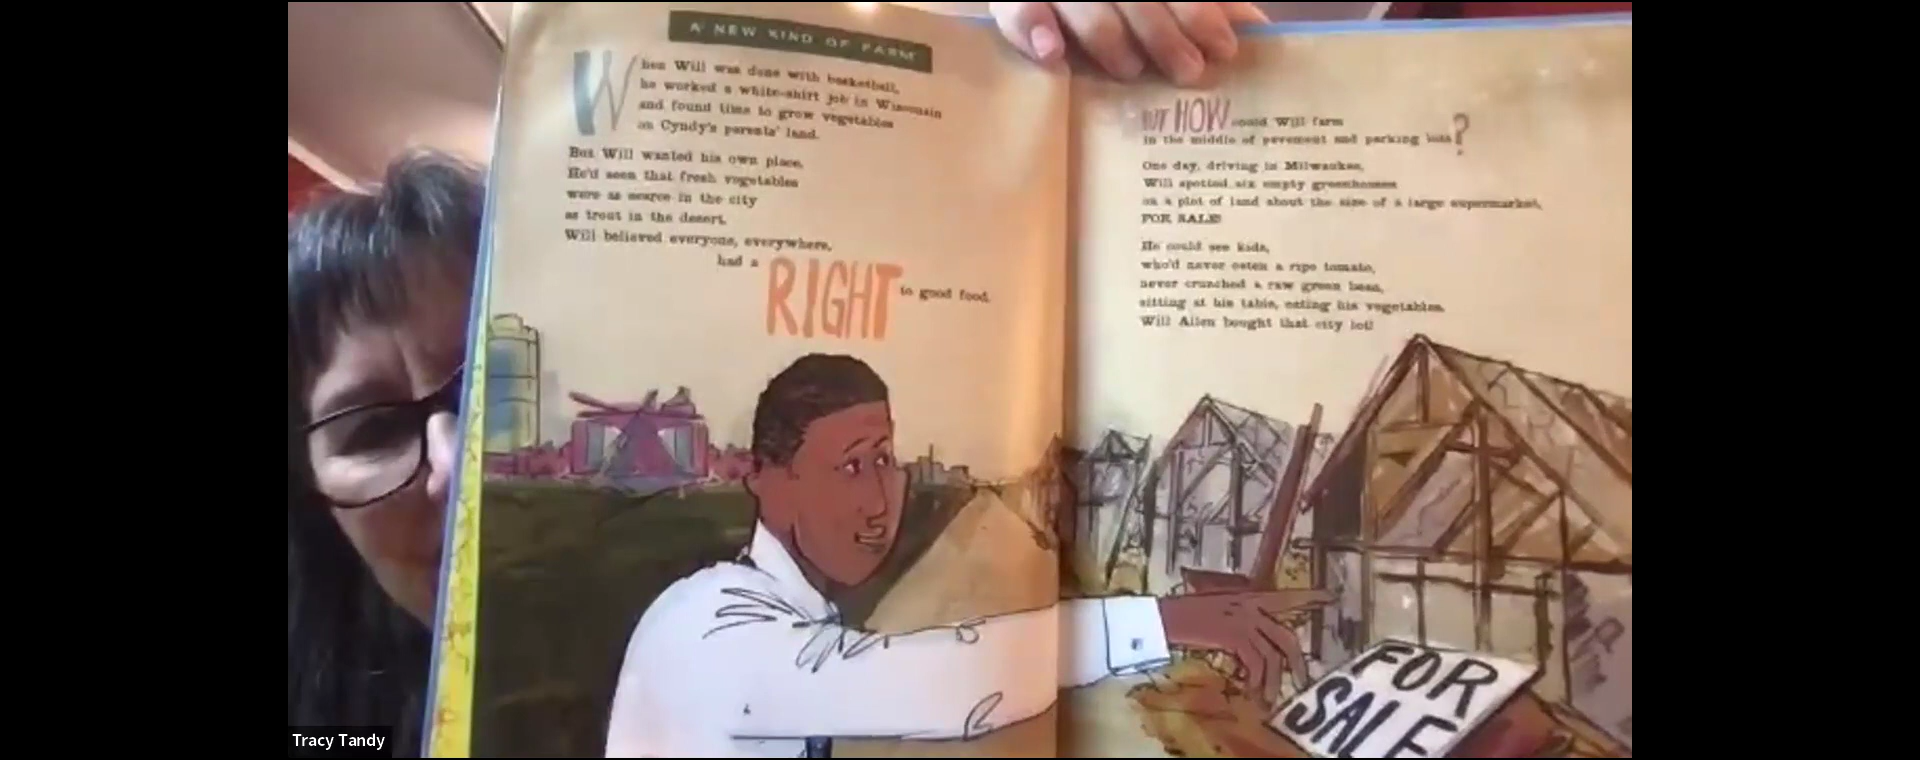 A NEW KIND OF FARM
When Will was done with basketball,
he worked a white-shirt job in Wisconsin
and found time to grow vegetables
on Cyndy's parents' land.
But Will wanted his own place.
He'd seen that fresh vegetables
were as scarce in the city
as trout in the desert.
Will believed everyone, everywhere,
had a RIGHT to good food.
BUT HOW could Will farm
in the middle of pavement and parking lots?
One day, driving in Milwaukee,
Will spotted six empty greenhouses
on a plot of land about the size of a large supermarket,
FOR SALE!
He could see kids,
who'd never eaten a ripe tomato,
never crunched a raw green bean,
sitting at his table, eating his vegetables.
Will Allen bought that city lot!
FOR
SALE
Tracy Tandy